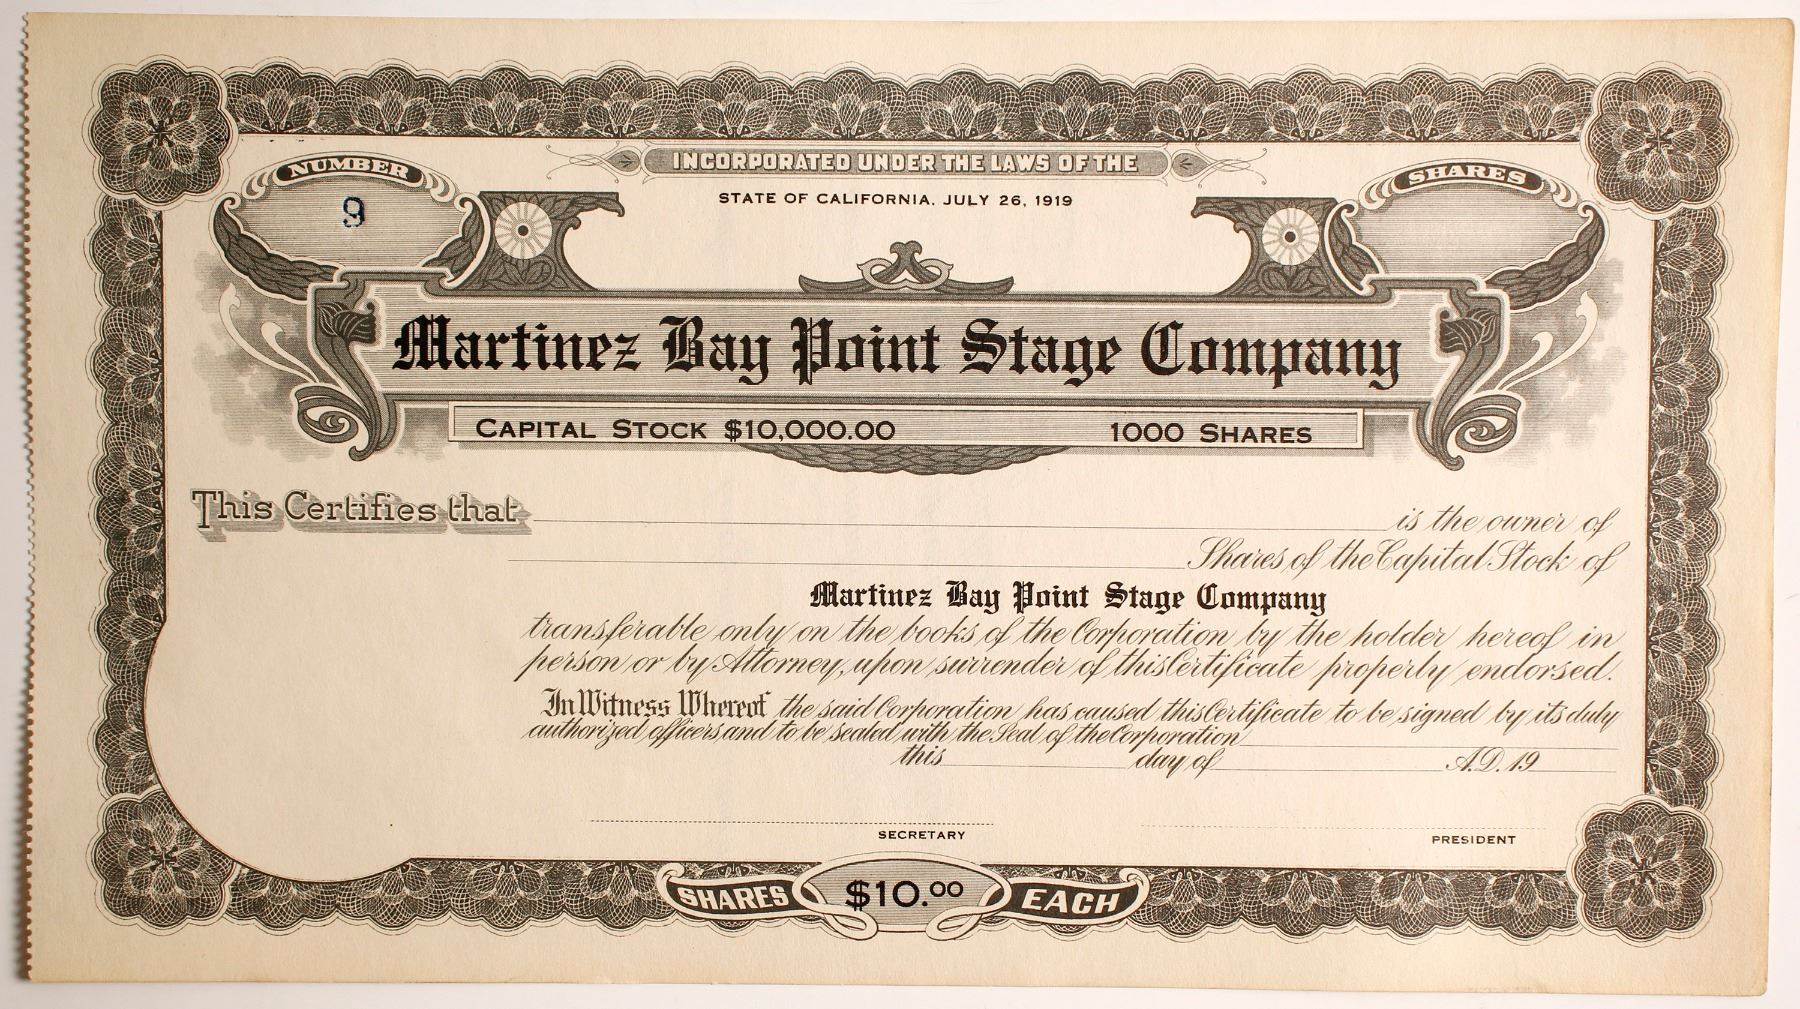 NUMBER
9
INCORPORATED UNDER THE LAWS OF THE
STATE OF CALIFORNIA, JULY 26, 1919
SHARES
Martinez Bay Point Stage Company
CAPITAL STOCK $10,000.00 1000 SHARES
This Certifies that is the owner of
Shares of the Capital Stock of
Martinez Bay Point Stage Company
transferable only on the books of the Corporation by the holder hereof in
person or by Attorney, upon surrender of this Certificate properly endorsed.
In Witness Whereof the said Corporation has caused this Certificate to be signed by its duly
authorized officers and to be sealed with the Seal of the Corporation
this day of A.D. 19
SECRETARY PRESIDENT
SHARES $10.00 EACH